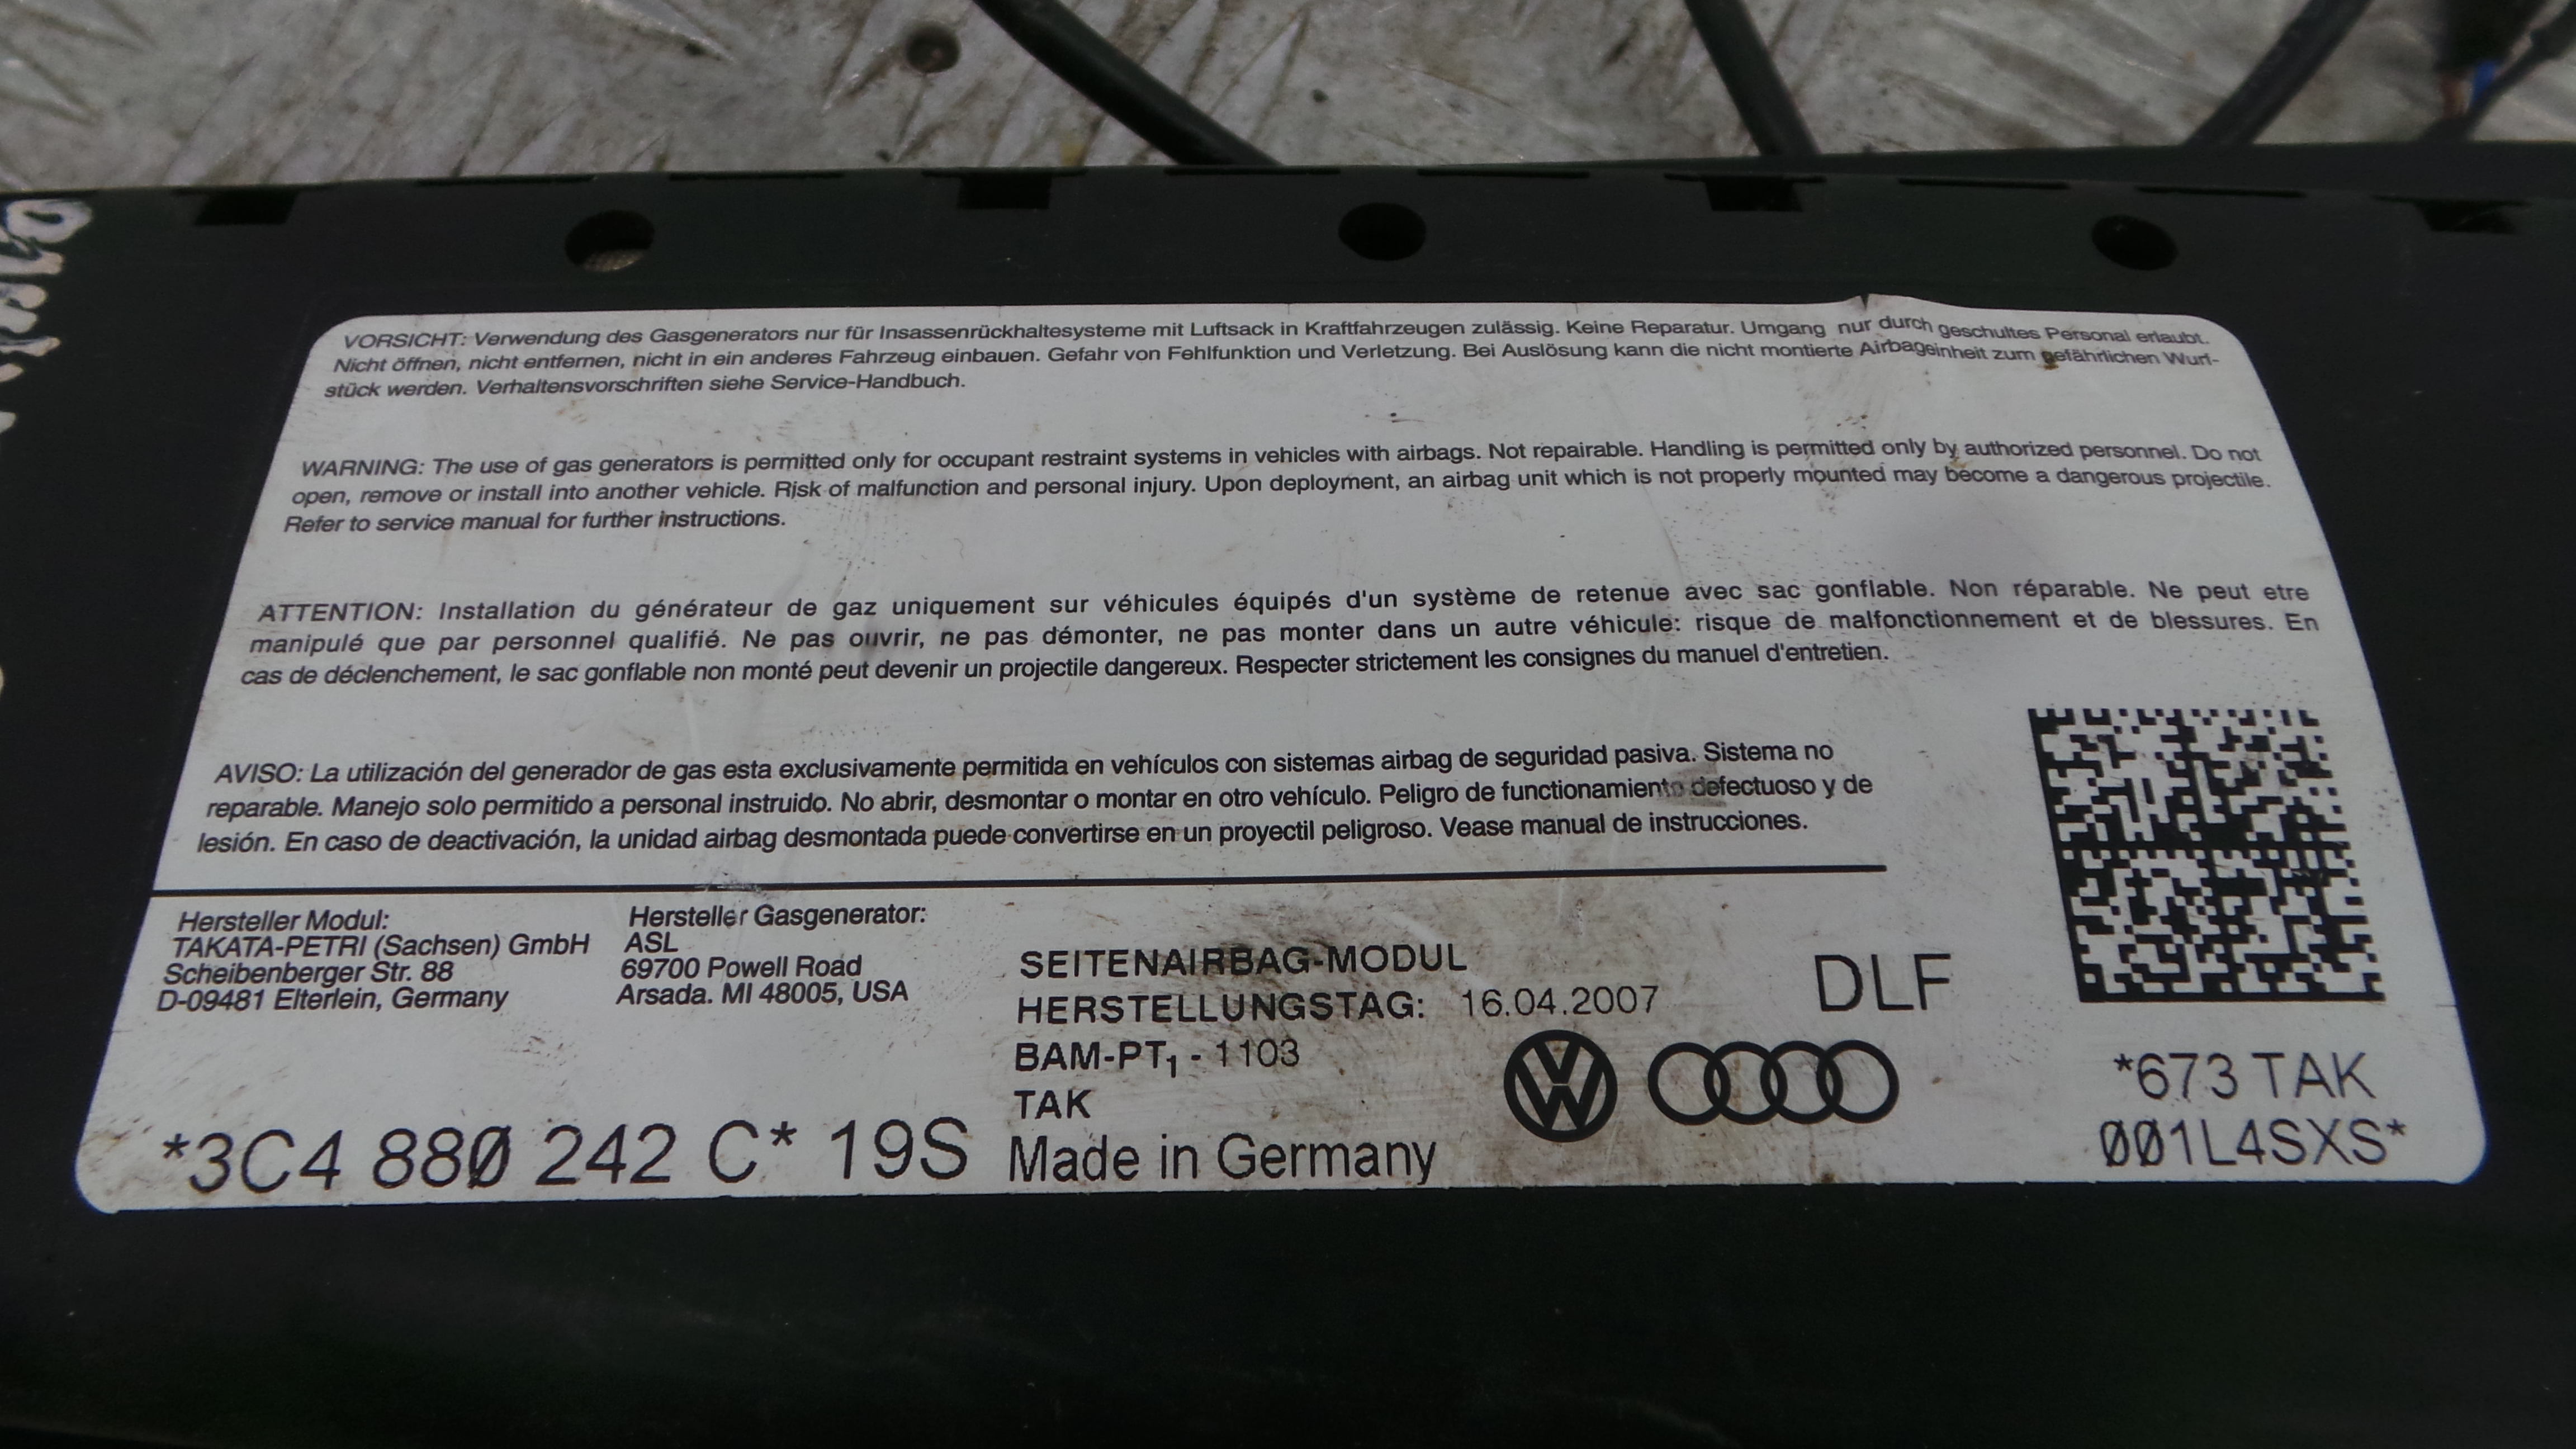 VORSICHT: Verwendung des Gasgenerators nur für Insassenrückhaltesysteme mit Luftsack in Kraftfahrzeugen zulässig. Keine Reparatur. Umgang nur durch geschultes Personal erlaubt.
Nicht öffnen, nicht entfernen, nicht in ein anderes Fahrzeug einbauen. Gefahr von Fehlfunktion und Verletzung. Bei Auslösung kann die nicht montierte Airbageinheit zum gefährlichen Wurf-
stück werden. Verhaltensvorschriften siehe Service-Handbuch.
WARNING: The use of gas generators is permitted only for occupant restraint systems in vehicles with airbags. Not repairable. Handling is permitted only by authorized personnel. Do not
open, remove or install into another vehicle. Risk of malfunction and personal injury. Upon deployment, an airbag unit which is not properly mounted may become a dangerous projectile.
Refer to service manual for further instructions.
ATTENTION: Installation du générateur de gaz uniquement sur véhicules équipés d'un système de retenue avec sac gonflable. Non réparable. Ne peut etre
manipulé que par personnel qualifié. Ne pas ouvrir, ne pas démonter, ne pas monter dans un autre véhicule: risque de malfonctionnement et de blessures. En
cas de déclenchement, le sac gonflable non monté peut devenir un projectile dangereux. Respecter strictement les consignes du manuel d'entretien.
AVISO: La utilización del generador de gas esta exclusivamente permitida en vehículos con sistemas airbag de seguridad pasiva. Sistema no
reparable. Manejo solo permitido a personal instruido. No abrir, desmontar o montar en otro vehículo. Peligro de functionamiento defectuoso y de
lesión. En caso de deactivación, la unidad airbag desmontada puede convertirse en un proyectil peligroso. Vease manual de instrucciones.
Hersteller Modul:
TAKATA-PETRI (Sachsen) GmbH
Scheibenberger Str. 88
D-09481 Elterlein, Germany
Hersteller Gasgenerator:
ASL
69700 Powell Road
Arsada. MI 48005, USA
SEITENAIRBAG-MODUL
HERSTELLUNGSTAG: 16.04.2007
BAM-PT1 - 1103
TAK
Made in Germany
DLF
*3C4 880 242 C* 19S
*673 TAK
001L4SXS*